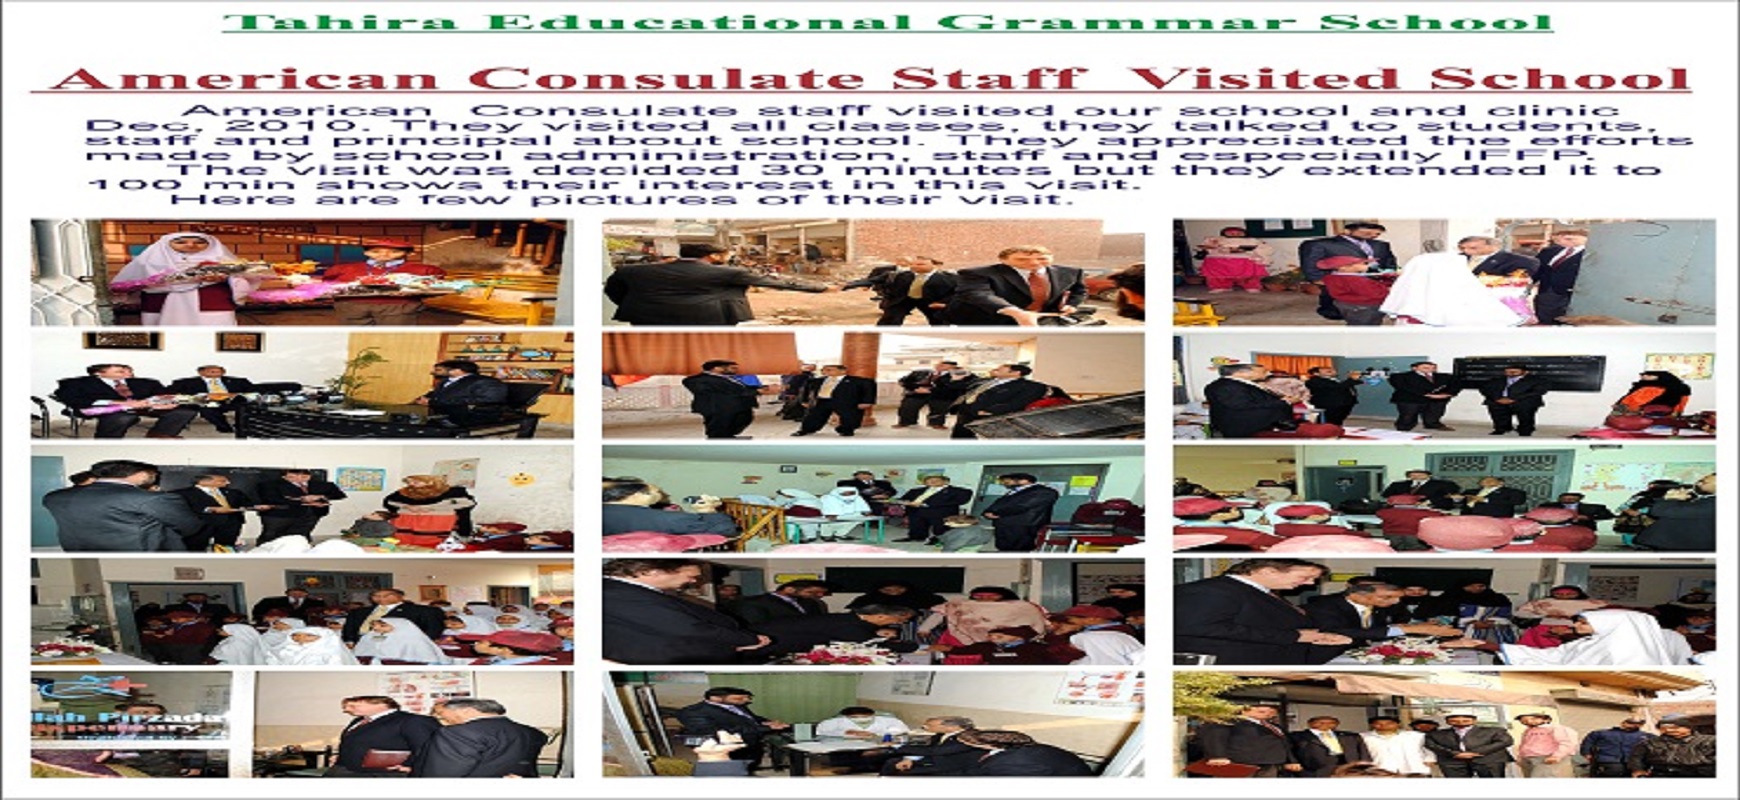 Tahira Educational Grammar School
American Consulate Staff Visited School
American Consulate staff visited our school and clinic
Dec, 2010. They visited all classes, they talked to students,
staff and principal about school. They appreciated the efforts
made by school administration, staff and especially IFFP.
The visit was decided 30 minutes but they extended it to
100 min shows their interest in this visit.
Here are few pictures of their visit.
llah Pirzada